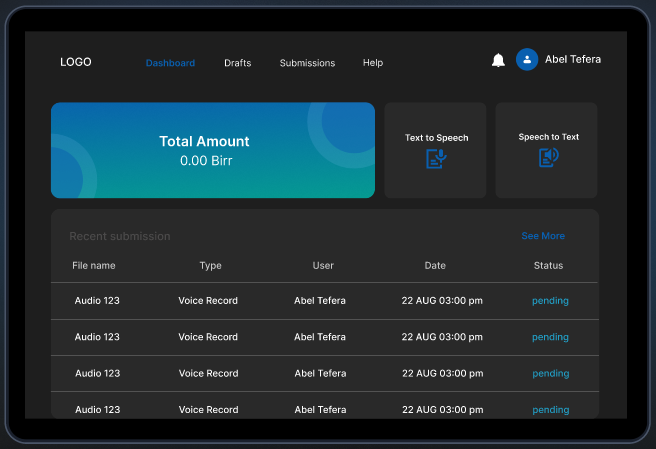 LOGO Dashboard Drafts Submissions Help Abel Tefera
Total Amount
0.00 Birr
Text to Speech
Speech to Text
Recent submission See More
File name Type User Date Status
Audio 123 Voice Record Abel Tefera 22 AUG 03:00 pm pending
Audio 123 Voice Record Abel Tefera 22 AUG 03:00 pm pending
Audio 123 Voice Record Abel Tefera 22 AUG 03:00 pm pending
Audio 123 Voice Record Abel Tefera 22 AUG 03:00 pm pending